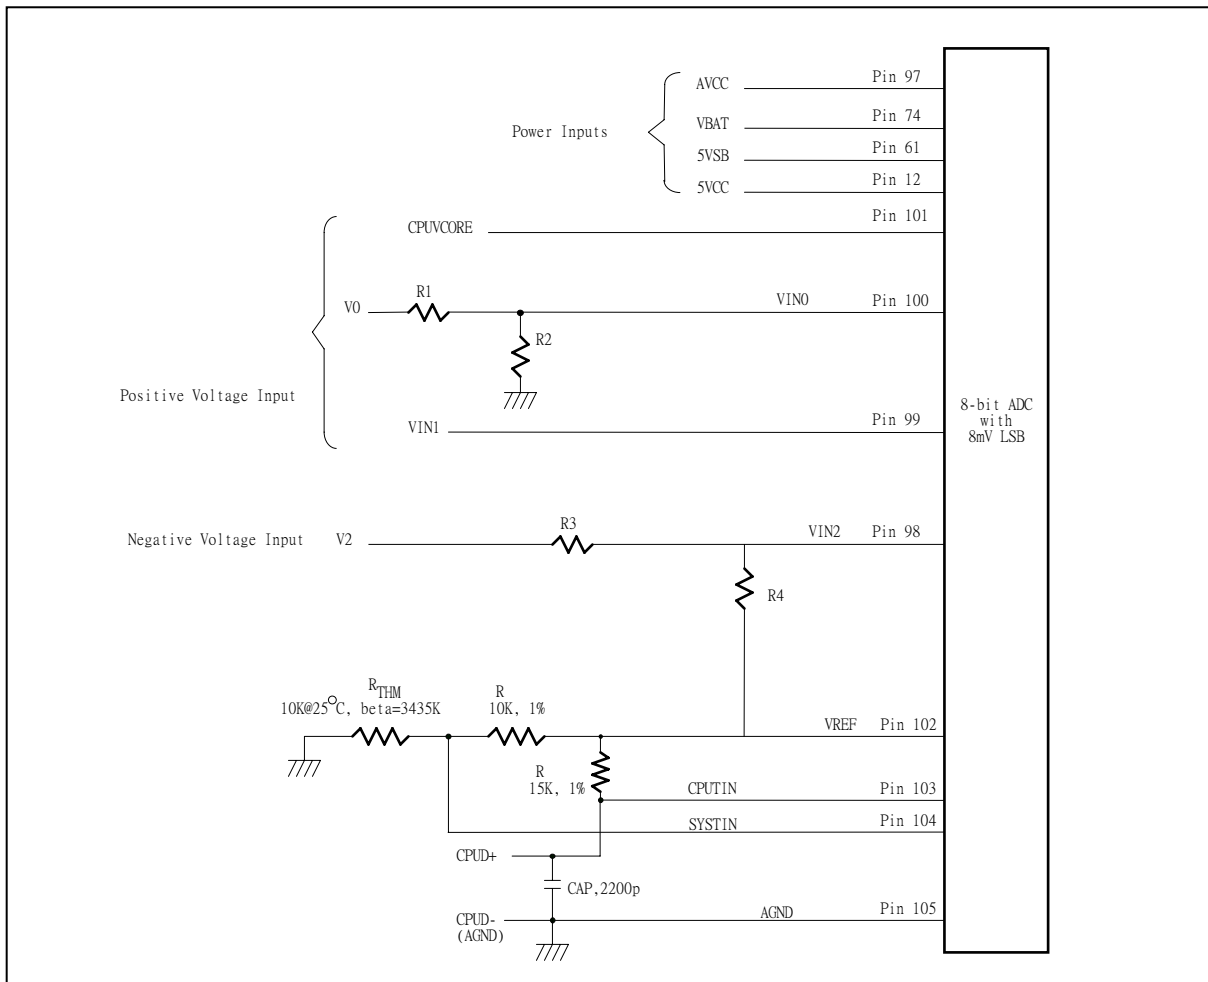 AVCC Pin 97
VBAT Pin 74
Power Inputs
5VSB Pin 61
5VCC Pin 12
Pin 101
CPUVCORE
R1
V0 VIN0 Pin 100
R2
Positive Voltage Input
8-bit ADC
with
8mV LSB
VIN1 Pin 99
R3
Negative Voltage Input V2 VIN2 Pin 98
R4
RTHM
10K@25°C, beta=3435K
R
10K, 1%
VREF Pin 102
R
15K, 1%
CPUTIN Pin 103
SYSTIN Pin 104
CPUD+
CAP,2200p
AGND Pin 105
CPUD-
(AGND)